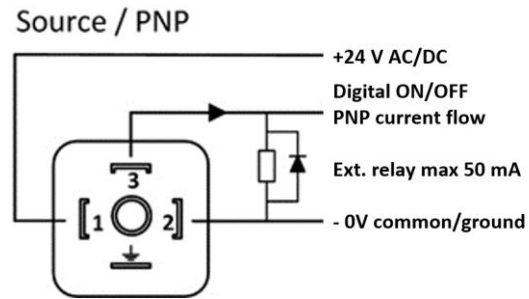 Source / PNP
+24 V AC/DC
Digital ON/OFF
PNP current flow
3
Ext. relay max 50 mA
1
2
- 0V common/ground